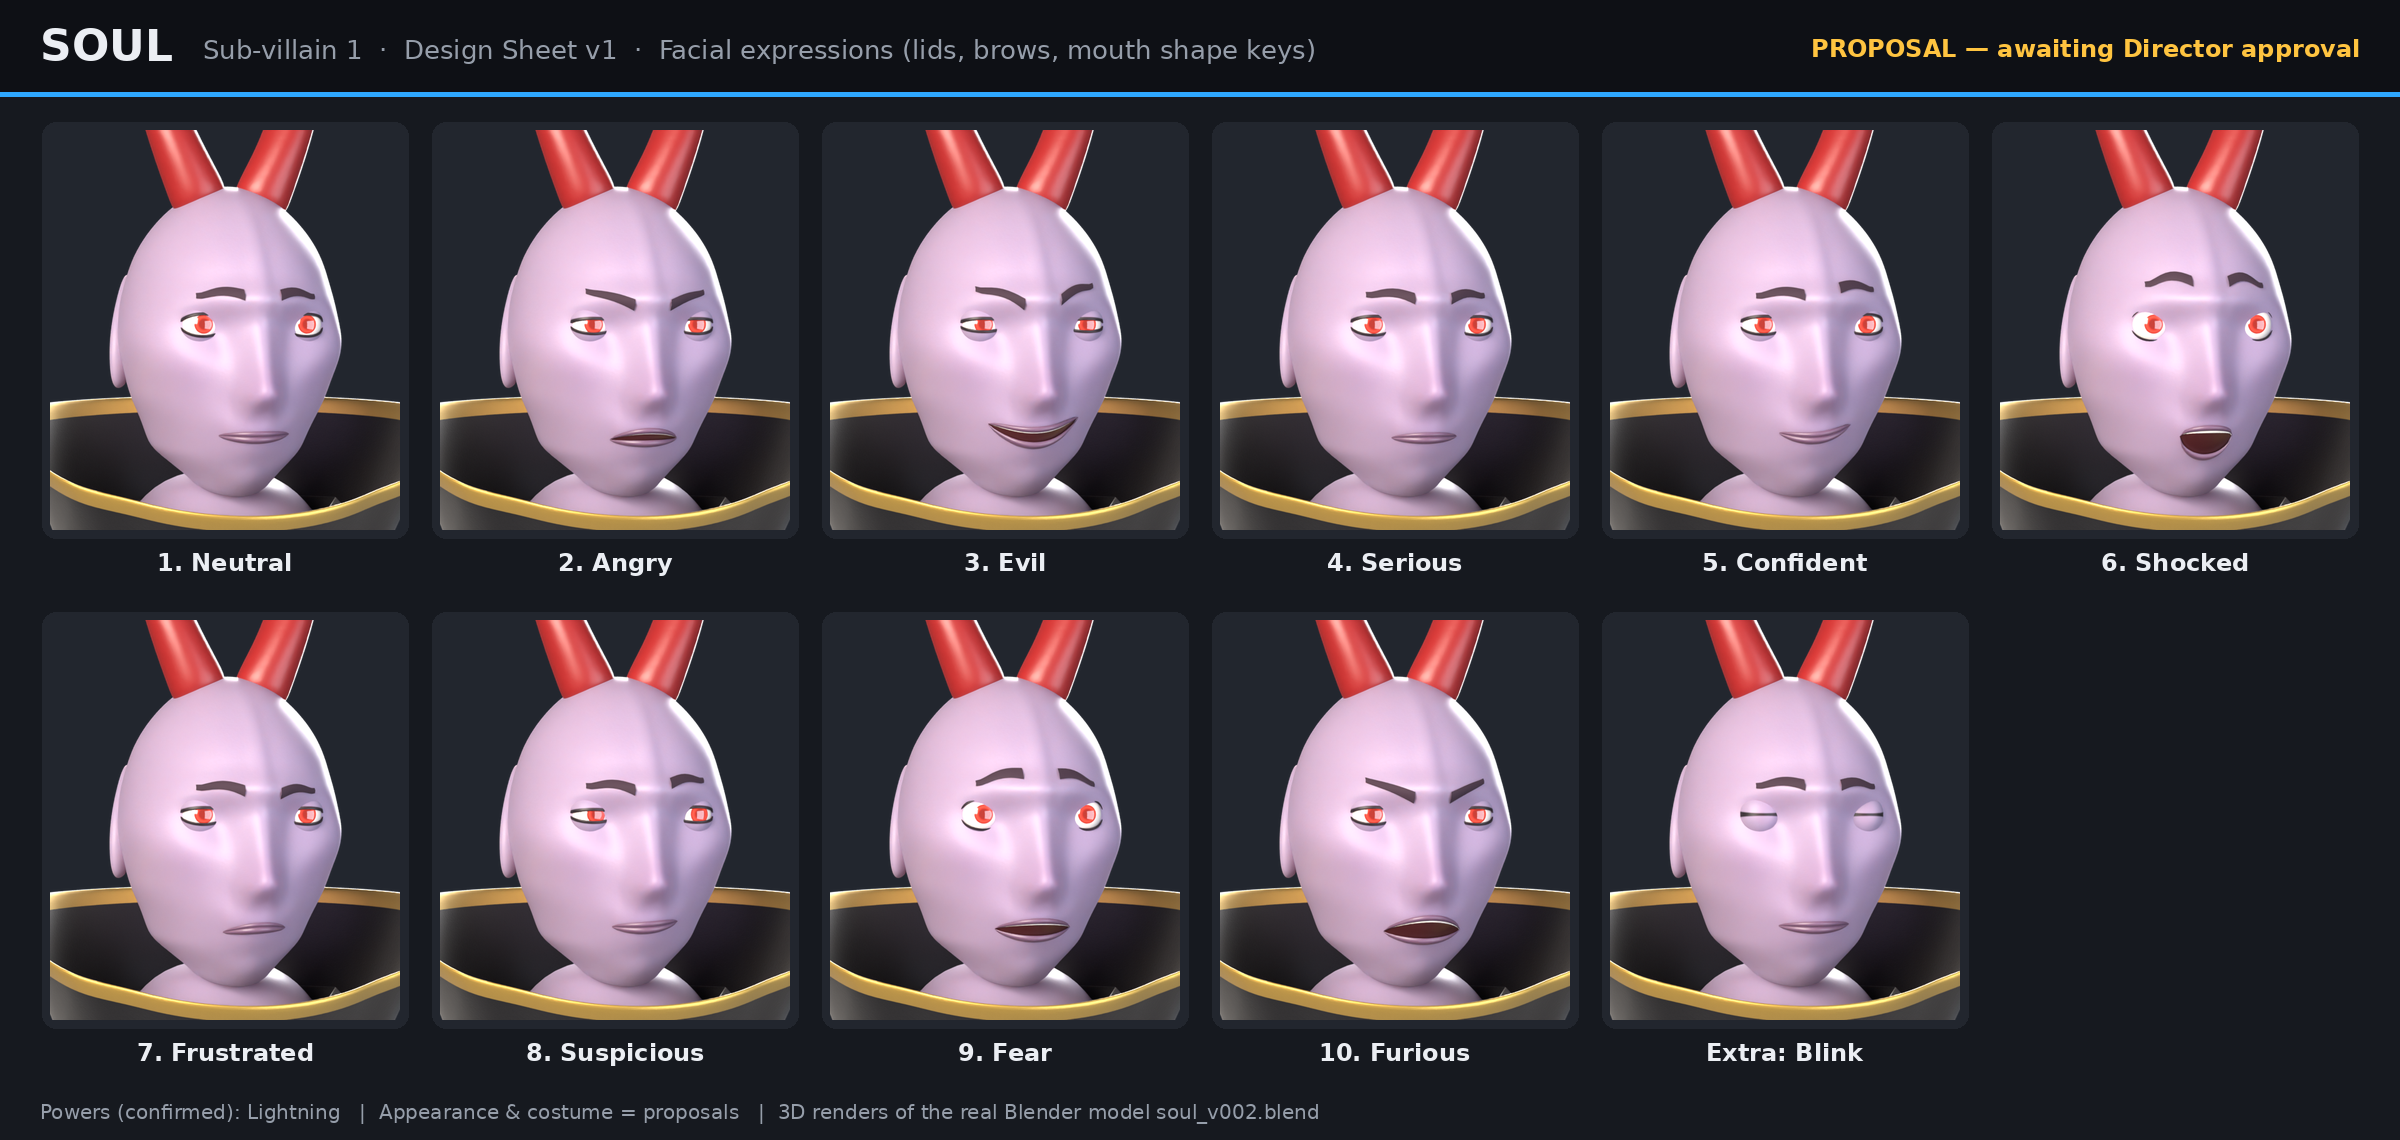 SOUL Sub-villain 1 · Design Sheet v1 · Facial expressions (lids, brows, mouth shape keys) PROPOSAL — awaiting Director approval
1. Neutral 2. Angry 3. Evil 4. Serious 5. Confident 6. Shocked
7. Frustrated 8. Suspicious 9. Fear 10. Furious Extra: Blink
Powers (confirmed): Lightning | Appearance & costume = proposals | 3D renders of the real Blender model soul_v002.blend